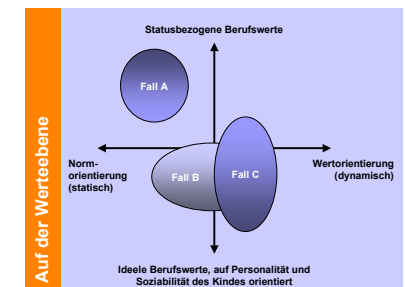 Auf der Werteebene
Statusbezogene Berufswerte
Fall A
Norm-
orientierung
(statisch)
Fall B
Fall C
Wertorientierung
(dynamisch)
Ideele Berufswerte, auf Personalität und
Soziabilität des Kindes orientiert